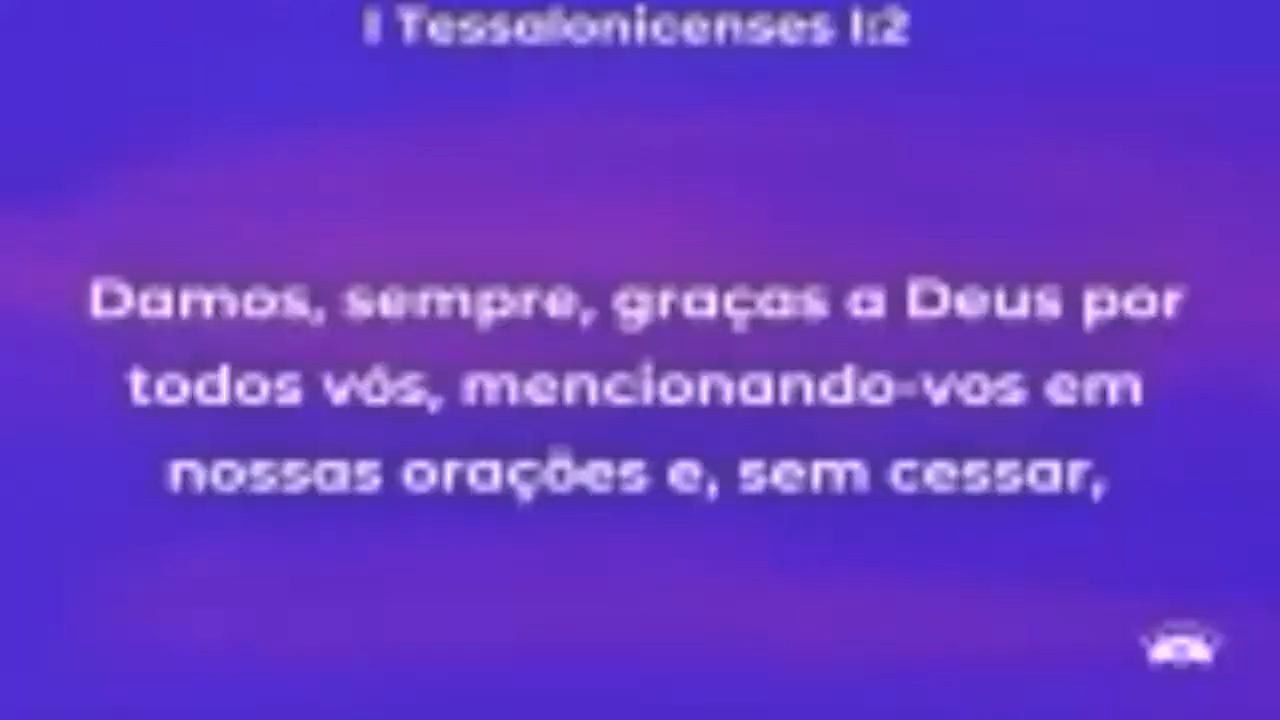 I Tessalonicenses 1:2
Damos, sempre, graças a Deus por
todos vós, mencionando-vos em
nossas orações e, sem cessar,